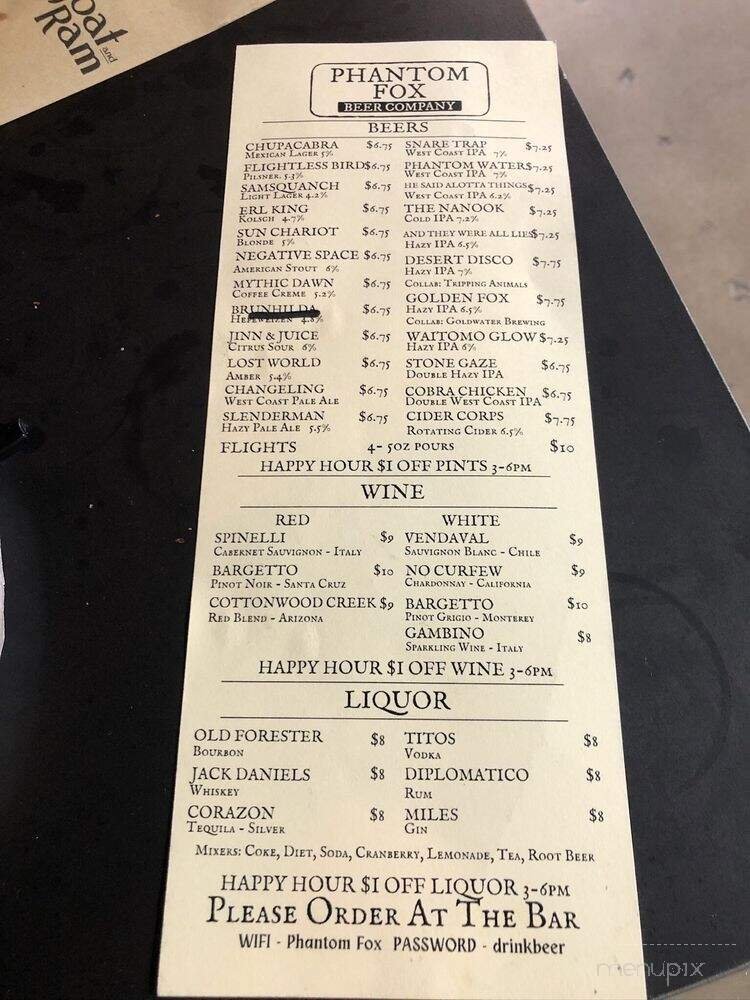 oat
and
Ram
PHANTOM
FOX
BEER COMPANY
BEERS
CHUPACABRA $6.75
MEXICAN LAGER 5%
FLIGHTLESS BIRD $6.75
PILSNER. 5.3%
SAMSQUANCH $6.75
LIGHT LAGER 4.2%
ERL KING $6.75
KOLSCH 4.7%
SUN CHARIOT $6.75
BLONDE 5%
NEGATIVE SPACE $6.75
AMERICAN STOUT 6%
MYTHIC DAWN $6.75
COFFEE CREME 5.2%
BRUNHILDA $6.75
HEFEWEIZEN 4.8%
JINN & JUICE $6.75
CITRUS SOUR 6%
LOST WORLD $6.75
AMBER 5.4%
CHANGELING $6.75
WEST COAST PALE ALE
SLENDERMAN $6.75
HAZY PALE ALE 5.5%
SNARE TRAP $7.25
WEST COAST IPA 7%
PHANTOM WATERS $7.25
WEST COAST IPA 7%
HE SAID ALOTTA THINGS $7.25
WEST COAST IPA 6.2%
THE NANOOK $7.25
COLD IPA 7.2%
AND THEY WERE ALL LIES $7.25
HAZY IPA 6.5%
DESERT DISCO $7.75
HAZY IPA 7%
COLLAB: TRIPPING ANIMALS
GOLDEN FOX $7.75
HAZY IPA 6.5%
COLLAB: GOLDWATER BREWING
WAITOMO GLOW $7.25
HAZY IPA 6%
STONE GAZE $6.75
DOUBLE HAZY IPA
COBRA CHICKEN $6.75
DOUBLE WEST COAST IPA
CIDER CORPS $7.75
ROTATING CIDER 6.5%
FLIGHTS 4- 5OZ POURS $10
HAPPY HOUR $1 OFF PINTS 3-6PM
WINE
RED
SPINELLI $9
CABERNET SAUVIGNON - ITALY
BARGETTO $10
PINOT NOIR - SANTA CRUZ
COTTONWOOD CREEK $9
RED BLEND - ARIZONA
WHITE
VENDAVAL $9
SAUVIGNON BLANC - CHILE
NO CURFEW $9
CHARDONNAY - CALIFORNIA
BARGETTO $10
PINOT GRIGIO - MONTEREY
GAMBINO $8
SPARKLING WINE - ITALY
HAPPY HOUR $1 OFF WINE 3-6PM
LIQUOR
OLD FORESTER $8
BOURBON
JACK DANIELS $8
WHISKEY
CORAZON $8
TEQUILA - SILVER
TITOS $8
VODKA
DIPLOMATICO $8
RUM
MILES $8
GIN
MIXERS: COKE, DIET, SODA, CRANBERRY, LEMONADE, TEA, ROOT BEER
HAPPY HOUR $1 OFF LIQUOR 3-6PM
PLEASE ORDER AT THE BAR
WIFI - Phantom Fox PASSWORD - drinkbeer
menupix